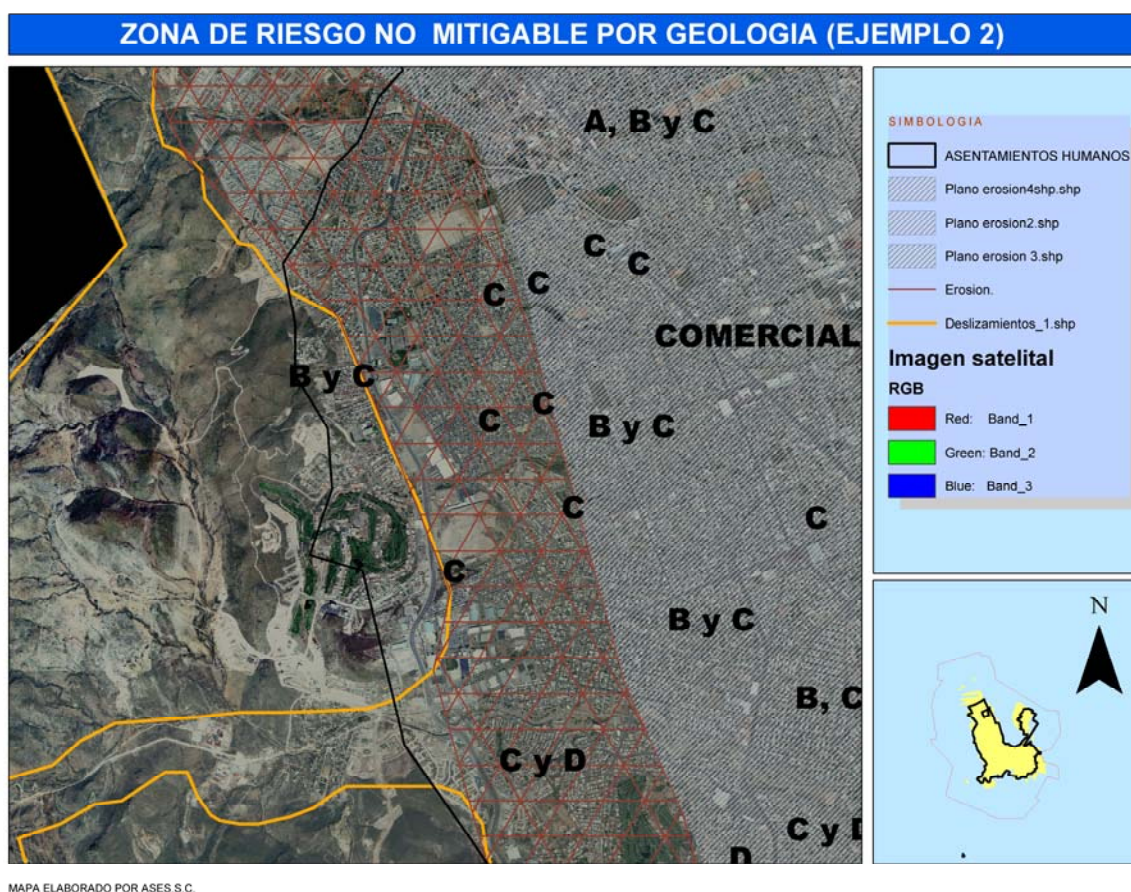 ZONA DE RIESGO NO MITIGABLE POR GEOLOGIA (EJEMPLO 2)
A, B y C
C
C
C
C
COMERCIAL
B y C
C
C
B y C
C
C
C
B y C
B, C
C y D
C y D
D
SIMBOLOGIA
ASENTAMIENTOS HUMANOS
Plano erosion4shp.shp
Plano erosion2.shp
Plano erosion 3.shp
Erosion.
Deslizamientos_1.shp
Imagen satelital
RGB
Red: Band_1
Green: Band_2
Blue: Band_3
N
MAPA ELABORADO POR ASES S.C.